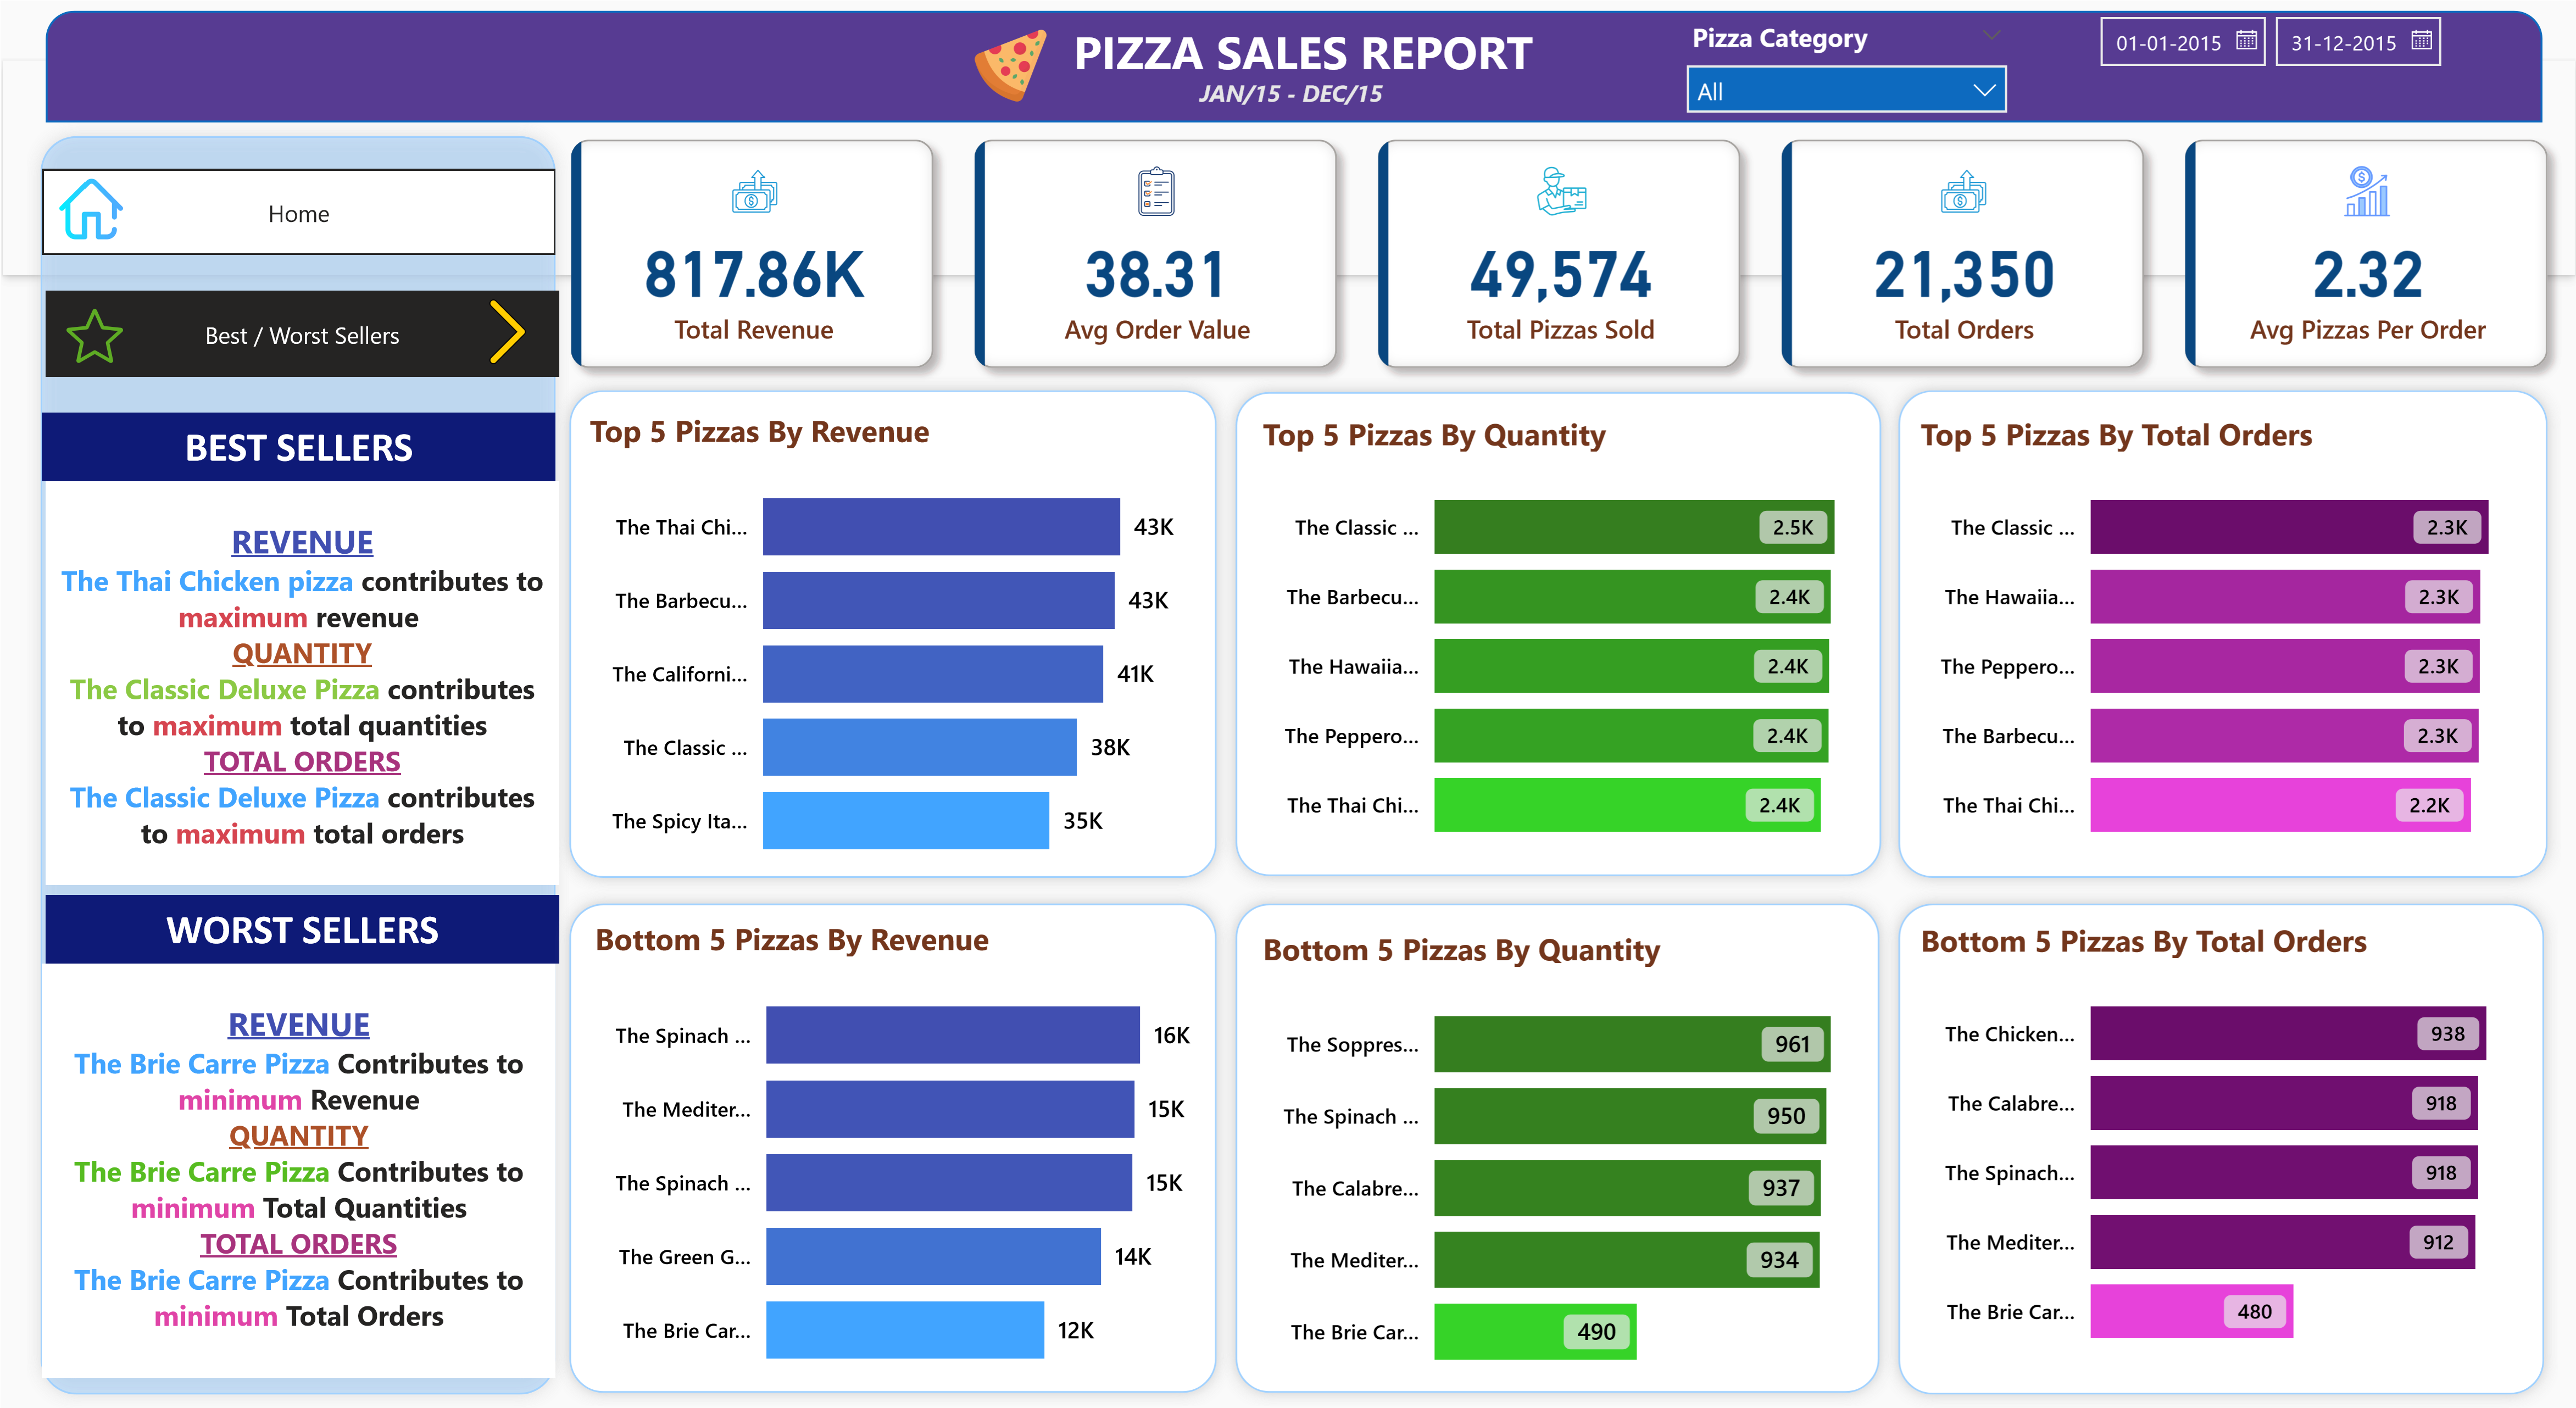 PIZZA SALES REPORT
JAN/15 - DEC/15
Pizza Category
All
01-01-2015
31-12-2015
Home
Best / Worst Sellers
817.86K
Total Revenue
38.31
Avg Order Value
49,574
Total Pizzas Sold
21,350
Total Orders
2.32
Avg Pizzas Per Order
BEST SELLERS
REVENUE
The Thai Chicken pizza contributes to
maximum revenue
QUANTITY
The Classic Deluxe Pizza contributes
to maximum total quantities
TOTAL ORDERS
The Classic Deluxe Pizza contributes
to maximum total orders
WORST SELLERS
REVENUE
The Brie Carre Pizza Contributes to
minimum Revenue
QUANTITY
The Brie Carre Pizza Contributes to
minimum Total Quantities
TOTAL ORDERS
The Brie Carre Pizza Contributes to
minimum Total Orders
Top 5 Pizzas By Revenue
The Thai Chi... 43K
The Barbecu... 43K
The Californi... 41K
The Classic ... 38K
The Spicy Ita... 35K
Top 5 Pizzas By Quantity
The Classic ... 2.5K
The Barbecu... 2.4K
The Hawaiia... 2.4K
The Peppero... 2.4K
The Thai Chi... 2.4K
Top 5 Pizzas By Total Orders
The Classic ... 2.3K
The Hawaiia... 2.3K
The Peppero... 2.3K
The Barbecu... 2.3K
The Thai Chi... 2.2K
Bottom 5 Pizzas By Revenue
The Spinach ... 16K
The Mediter... 15K
The Spinach ... 15K
The Green G... 14K
The Brie Car... 12K
Bottom 5 Pizzas By Quantity
The Soppres... 961
The Spinach ... 950
The Calabre... 937
The Mediter... 934
The Brie Car... 490
Bottom 5 Pizzas By Total Orders
The Chicken... 938
The Calabre... 918
The Spinach... 918
The Mediter... 912
The Brie Car... 480